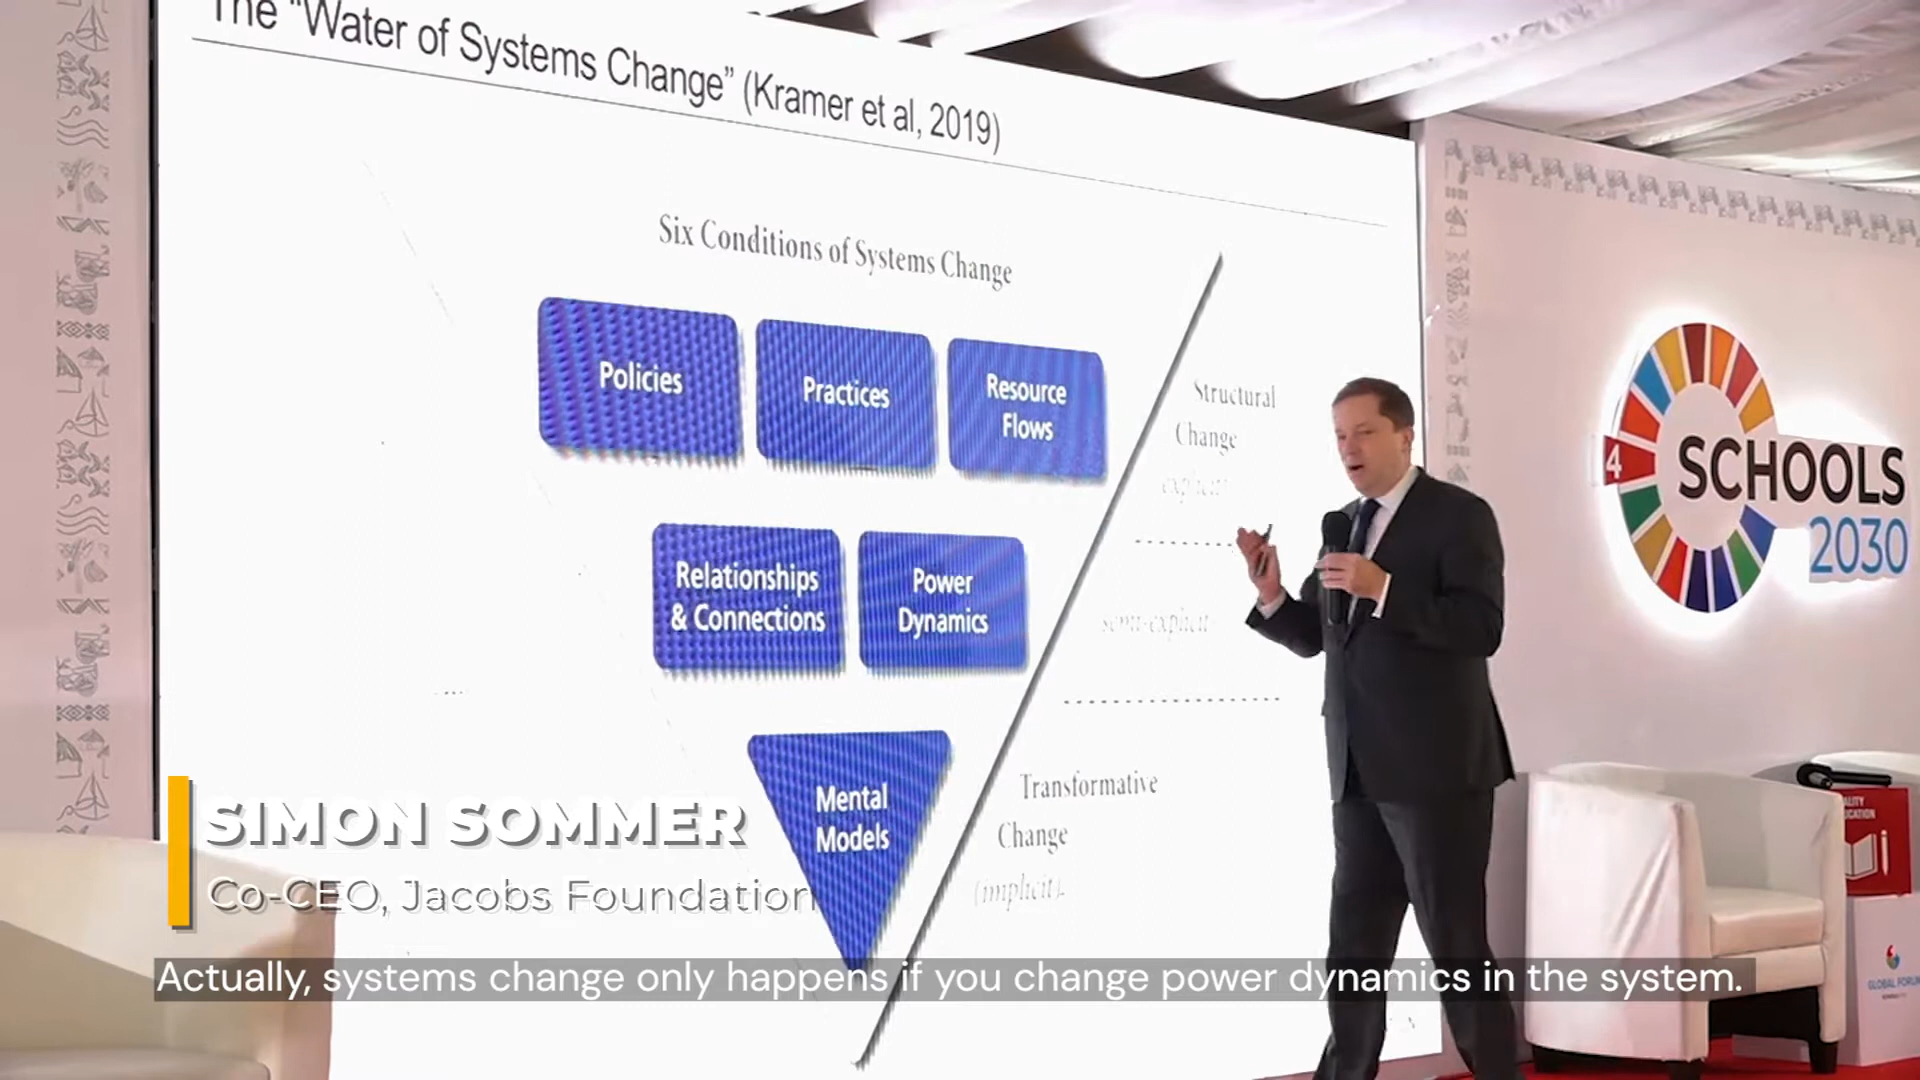 The "Water of Systems Change" (Kramer et al, 2019)
Six Conditions of Systems Change
Policies
Practices
Resource
Flows
Structural
Change
explicit
Relationships
& Connections
Power
Dynamics
semi-explicit
Mental
Models
Transformative
Change
(implicit)
4
SCHOOLS
2030
SIMON SOMMER
Co-CEO, Jacobs Foundation
Actually, systems change only happens if you change power dynamics in the system.
GLOBAL FORUM